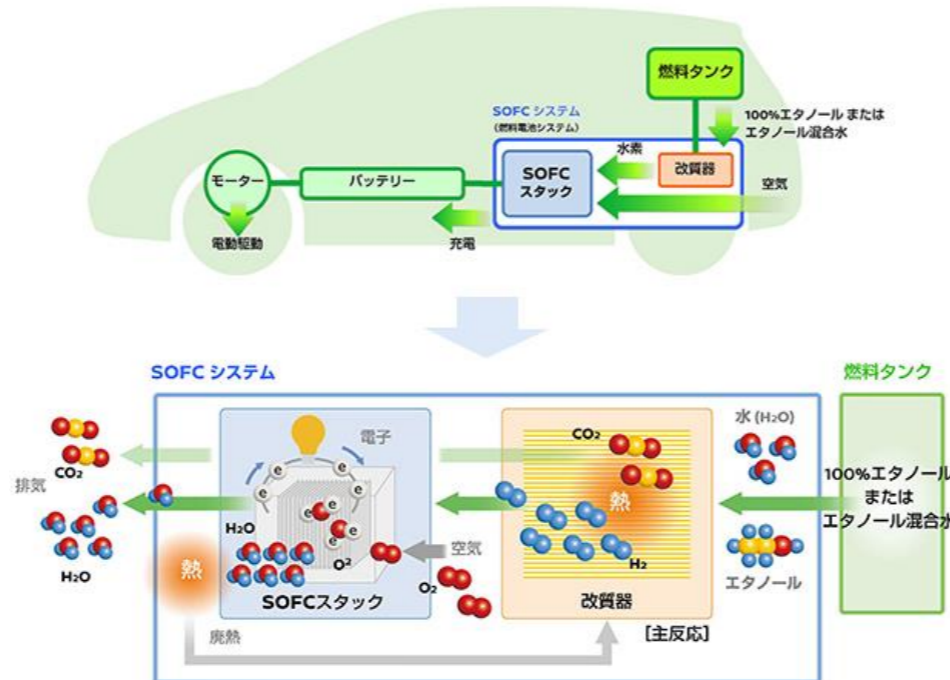 燃料タンク
SOFC システム
(燃料電池システム)
100%エタノール または
エタノール混合水
水素
改質器
SOFC
スタック
空気
モーター
バッテリー
電動駆動
充電
SOFC システム
燃料タンク
電子
e
e
e
e
e
e
e
e
CO₂
水 (H₂O)
CO₂
排気
H₂O
H₂O
熱
O²
空気
O₂
SOFCスタック
廃熱
熱
H₂
改質器
[主反応]
エタノール
100%エタノール
または
エタノール混合水